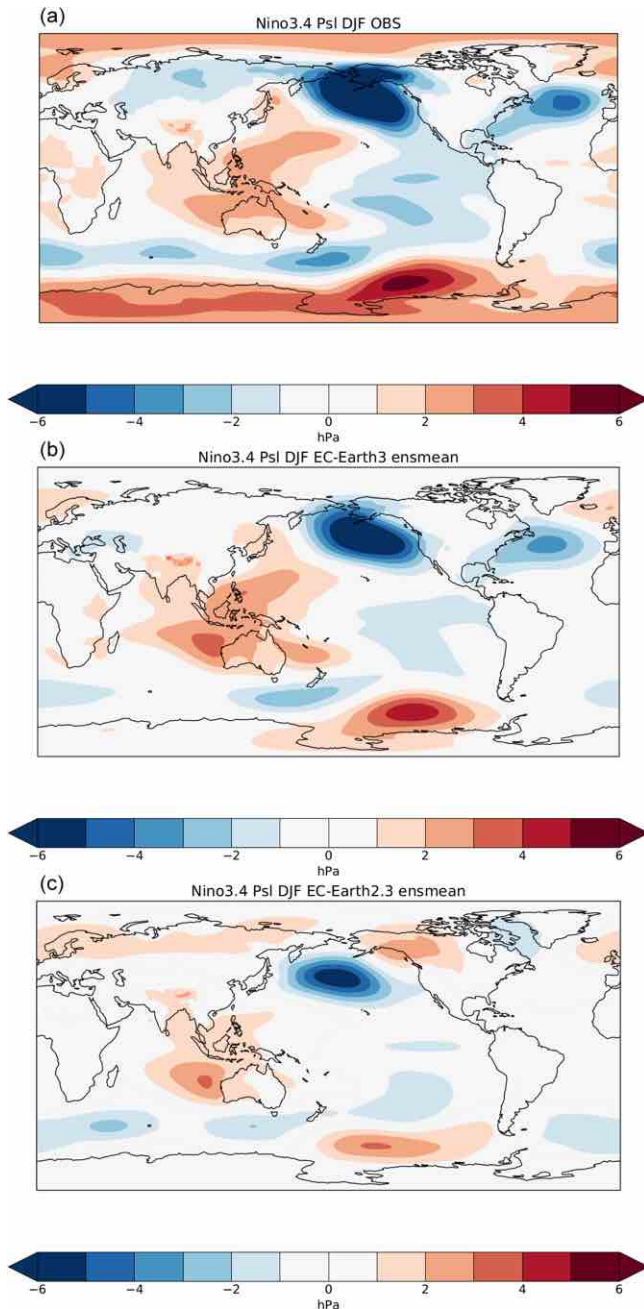 (a)
Nino3.4 Psl DJF OBS
−6 −4 −2 0 2 4 6
hPa
(b)
Nino3.4 Psl DJF EC-Earth3 ensmean
−6 −4 −2 0 2 4 6
hPa
(c)
Nino3.4 Psl DJF EC-Earth2.3 ensmean
−6 −4 −2 0 2 4 6
hPa